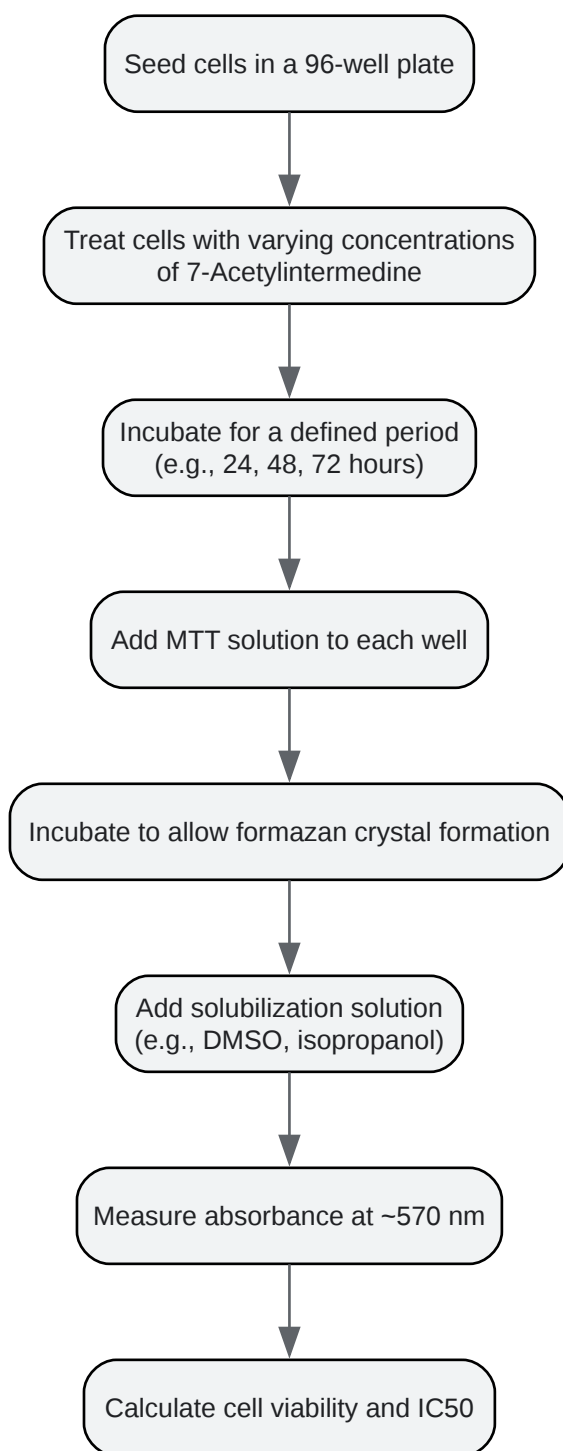 Seed cells in a 96-well plate
Treat cells with varying concentrations
of 7-Acetylintermedine
Incubate for a defined period
(e.g., 24, 48, 72 hours)
Add MTT solution to each well
Incubate to allow formazan crystal formation
Add solubilization solution
(e.g., DMSO, isopropanol)
Measure absorbance at ~570 nm
Calculate cell viability and IC50